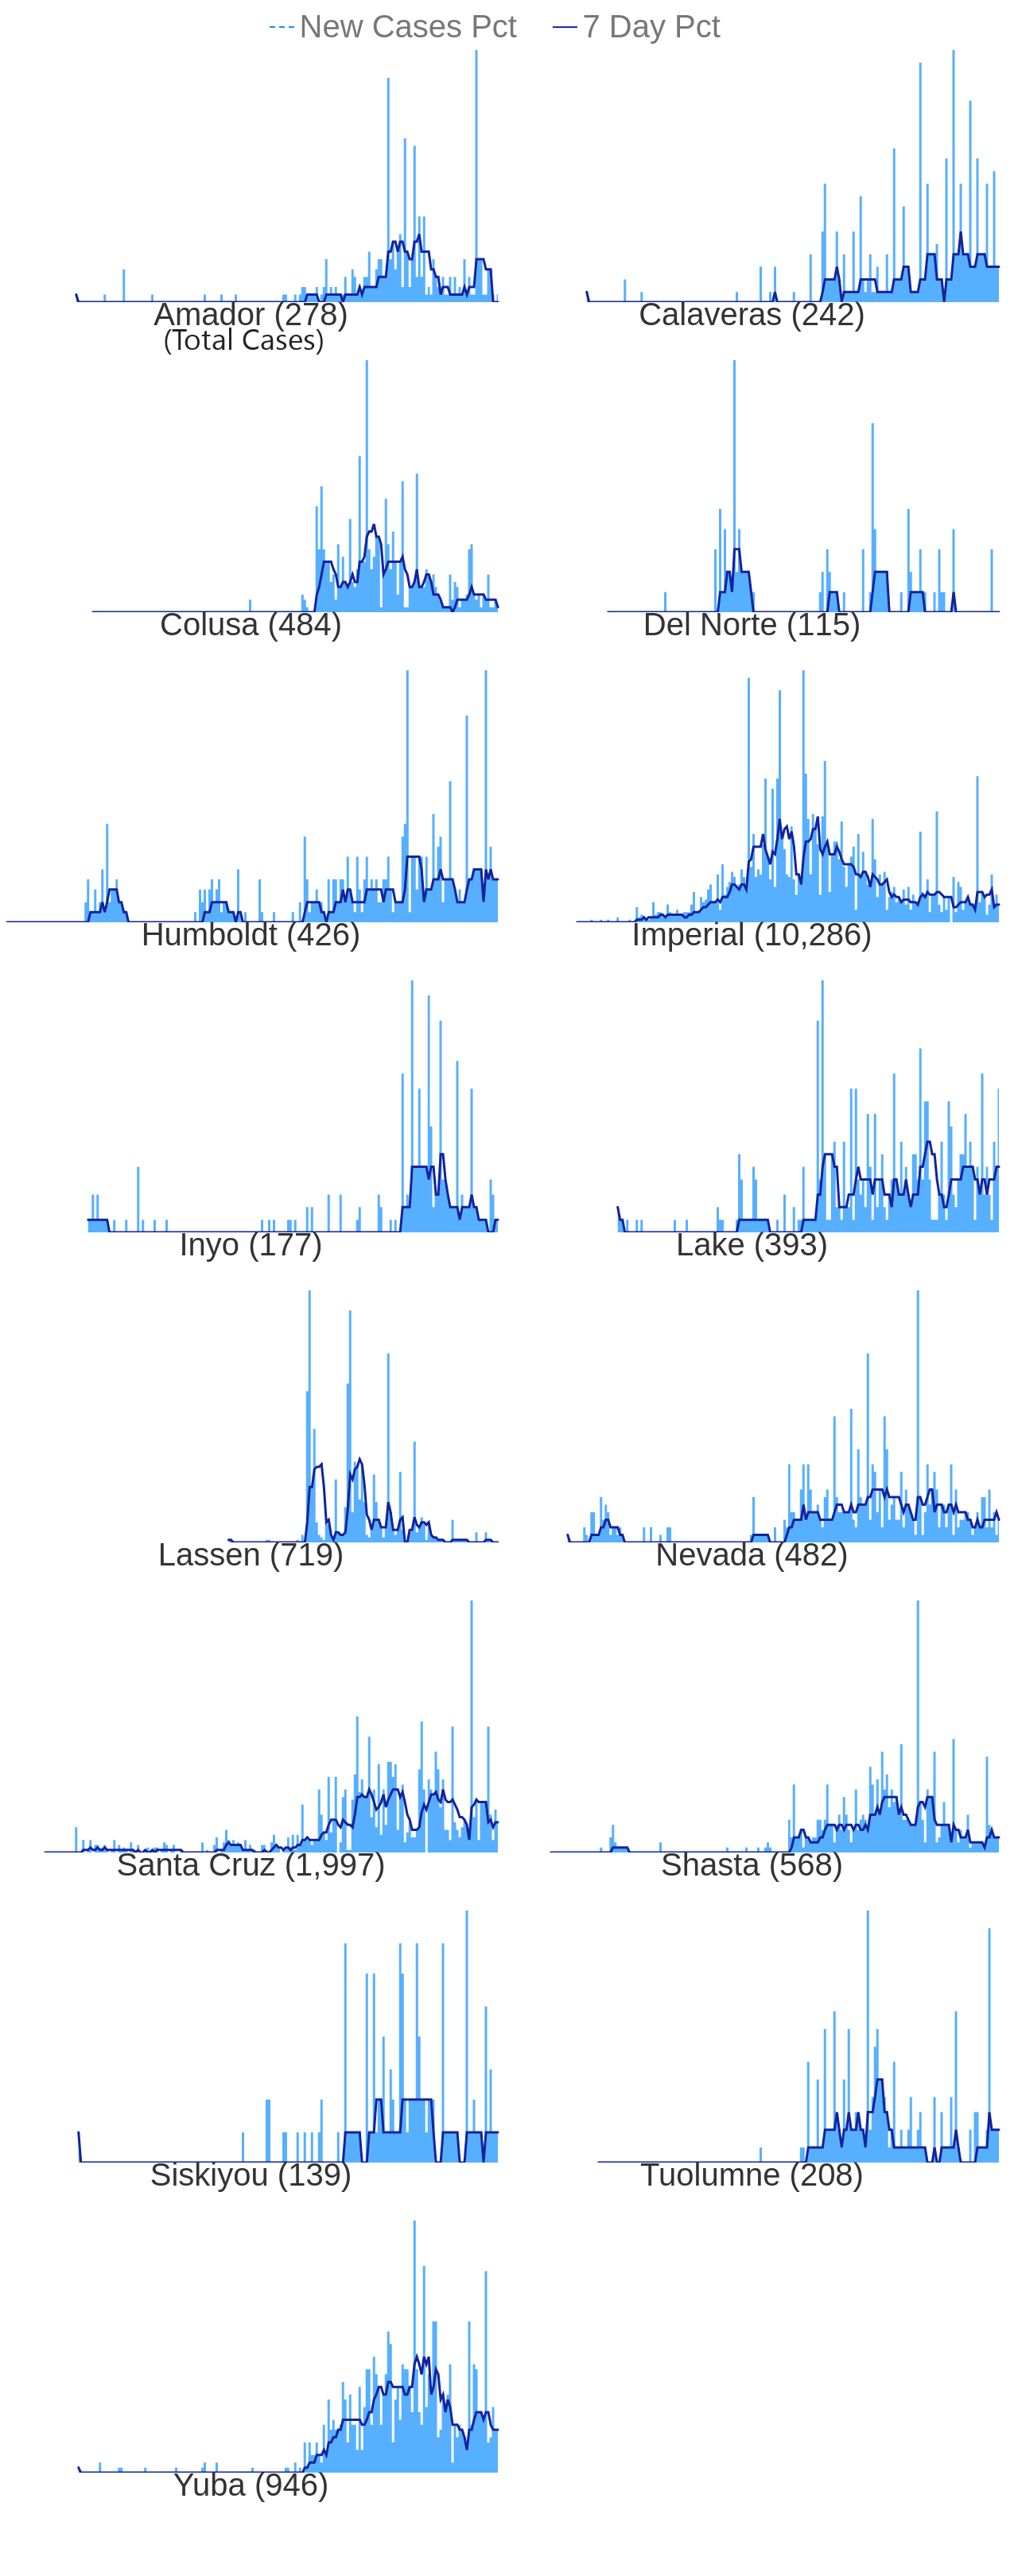 New Cases Pct 7 Day Pct
Amador (278) Calaveras (242)
(Total Cases)
Colusa (484) Del Norte (115)
Humboldt (426) Imperial (10,286)
Inyo (177) Lake (393)
Lassen (719) Nevada (482)
Santa Cruz (1,997) Shasta (568)
Siskiyou (139) Tuolumne (208)
Yuba (946)